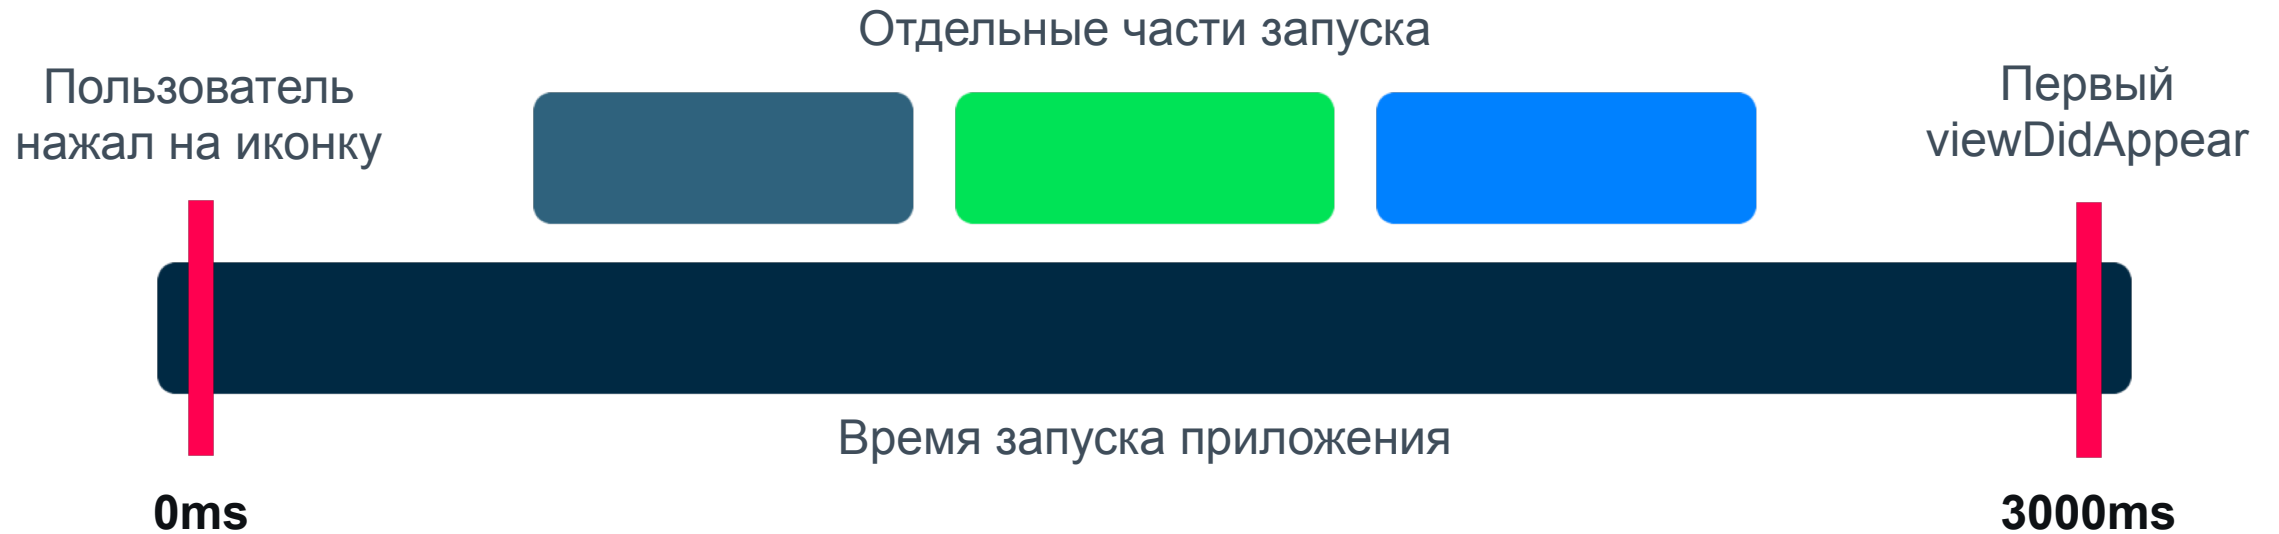 Отдельные части запуска
Пользователь
нажал на иконку
Первый
viewDidAppear
Время запуска приложения
0ms
3000ms